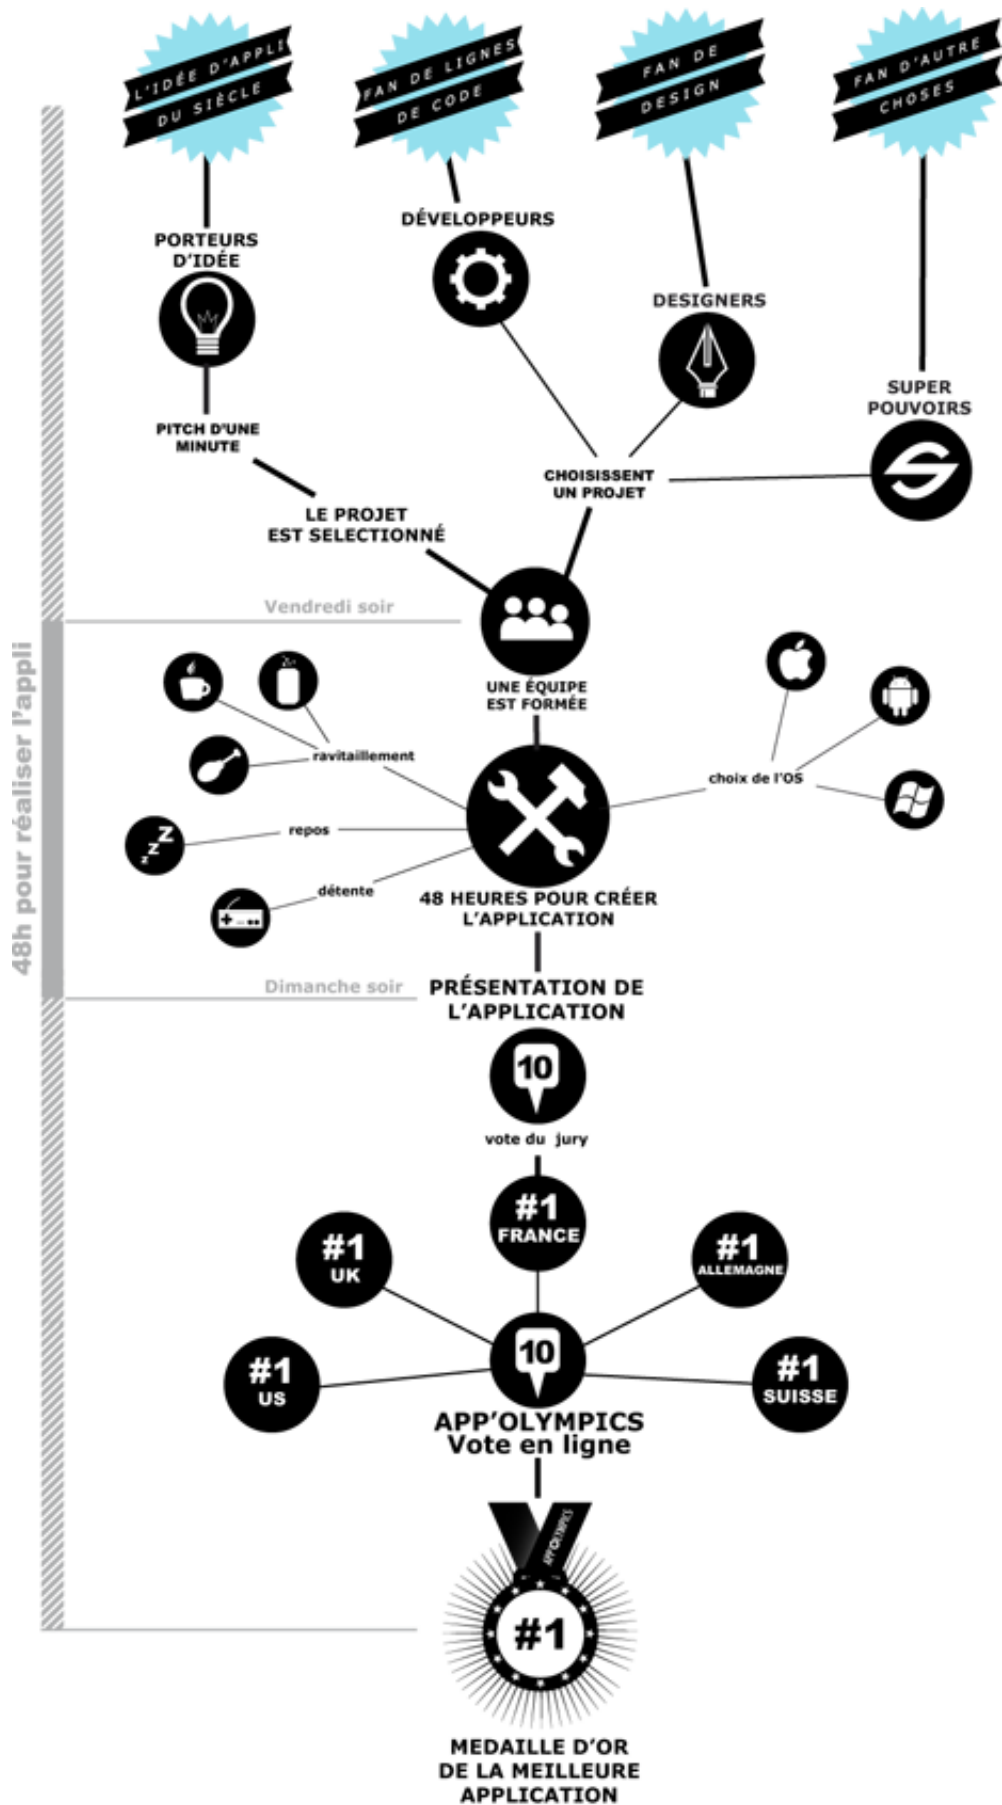 L'IDÉE D'APPLI
DU SIÈCLE
FAN DE LIGNES
DE CODE
FAN DE
DESIGN
FAN D'AUTRE
CHOSES
PORTEURS
D'IDÉE
DÉVELOPPEURS
DESIGNERS
SUPER
POUVOIRS
PITCH D'UNE
MINUTE
CHOISISSENT
UN PROJET
LE PROJET
EST SELECTIONNÉ
Vendredi soir
48h pour réaliser l'appli
UNE ÉQUIPE
EST FORMÉE
ravitaillement
choix de l'OS
repos
zzZ
détente
48 HEURES POUR CRÉER
L'APPLICATION
Dimanche soir
PRÉSENTATION DE
L'APPLICATION
10
vote du jury
#1
FRANCE
#1
UK
#1
ALLEMAGNE
10
#1
US
#1
SUISSE
APP'OLYMPICS
Vote en ligne
APP'OLYMPICS
#1
MEDAILLE D'OR
DE LA MEILLEURE
APPLICATION